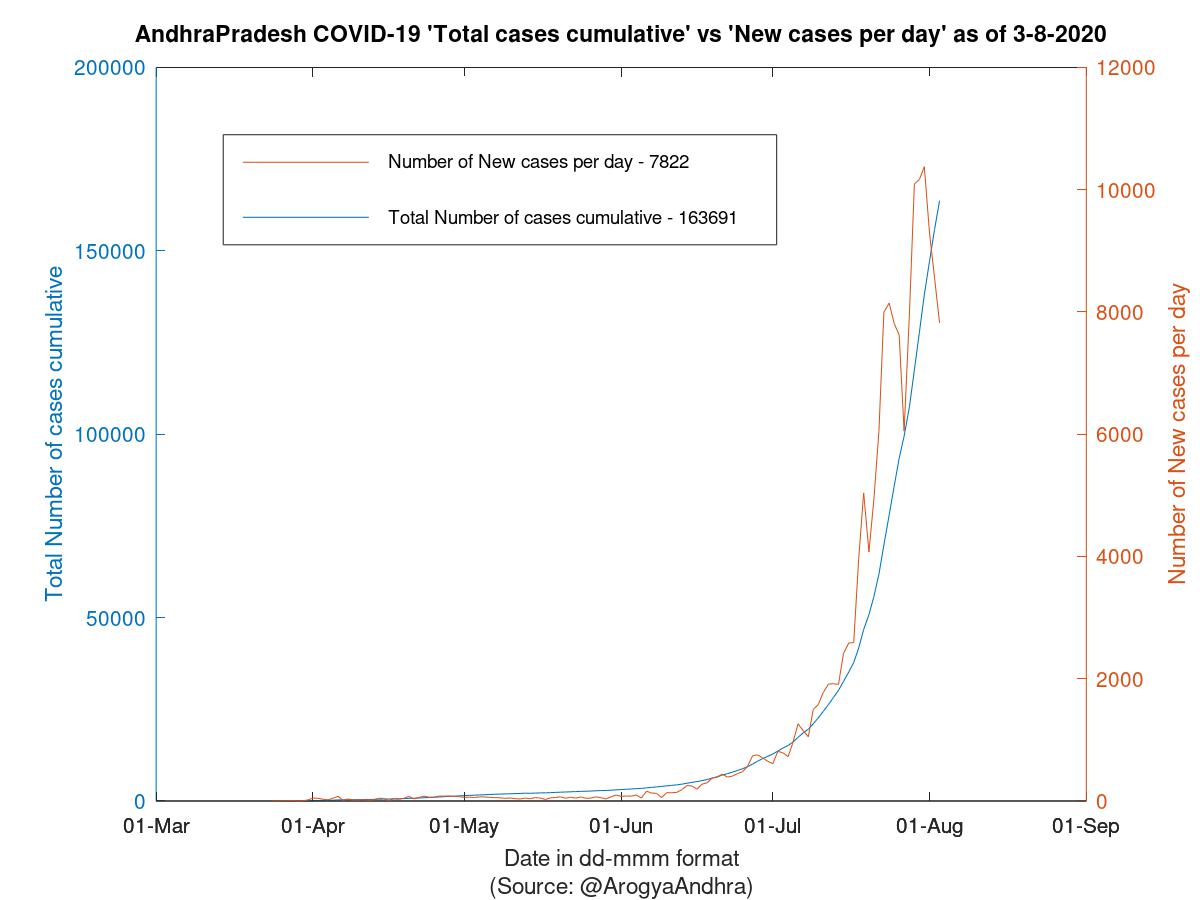 AndhraPradesh COVID-19 'Total cases cumulative' vs 'New cases per day' as of 3-8-2020
200000
150000
100000
50000
0
Total Number of cases cumulative
Number of New cases per day - 7822
Total Number of cases cumulative - 163691
12000
10000
8000
6000
4000
2000
0
Number of New cases per day
01-Mar 01-Apr 01-May 01-Jun 01-Jul 01-Aug 01-Sep
Date in dd-mmm format
(Source: @ArogyaAndhra)